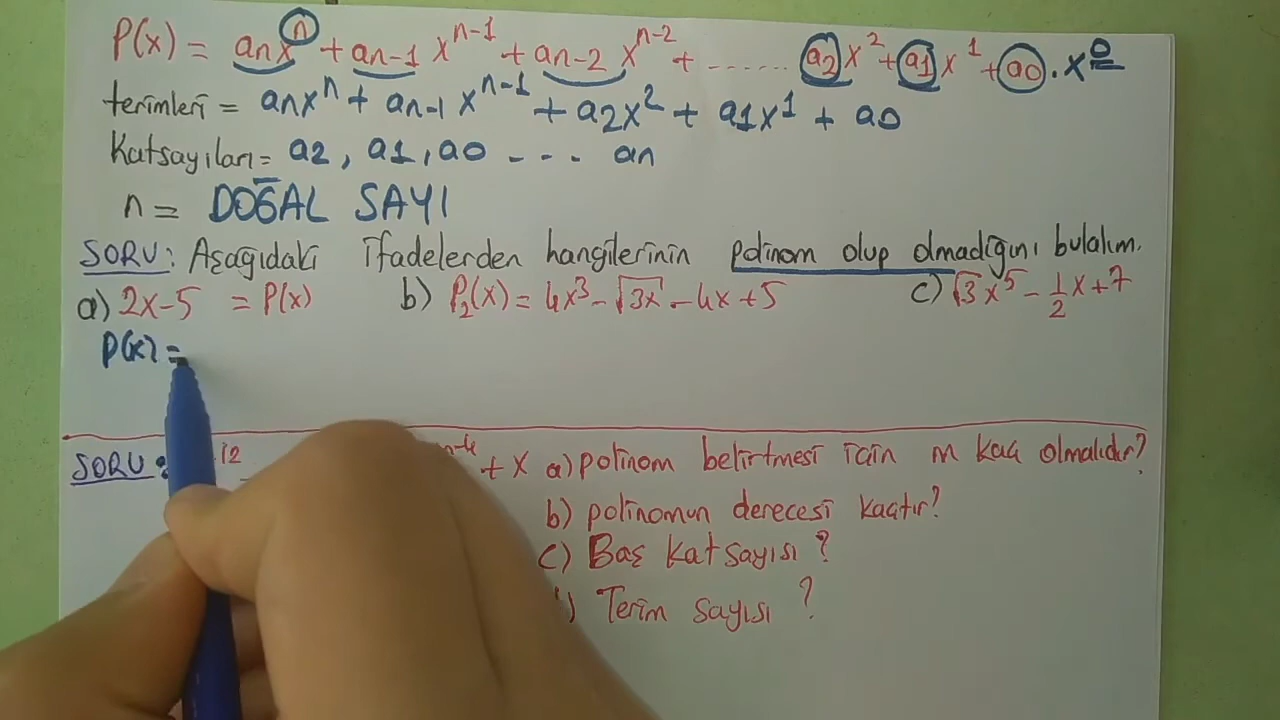 P(x) = anxⁿ + an-1 xⁿ⁻¹ + an-2 xⁿ⁻² + ....... a2x² + a1x¹ + a0.x⁰
terimleri = anxⁿ + an-1 xⁿ⁻¹ + a2x² + a1x¹ + a0
Katsayıları = a2, a1, a0 - - - an
n = DOĞAL SAYI
SORU: Aşağıdaki ifadelerden hangilerinin polinom olup olmadığını bulalım.
a) 2x-5 = P(x) b) P₂(x) = 4x³ - √3x - 4x + 5 c) √3 x⁵ - 1/2 x + 7
P(x) =
SORU: 12 + x a) polinom belirtmesi için m kaç olmalıdır?
b) polinomun derecesi kaçtır?
c) Baş katsayısı ?
) Terim sayısı ?